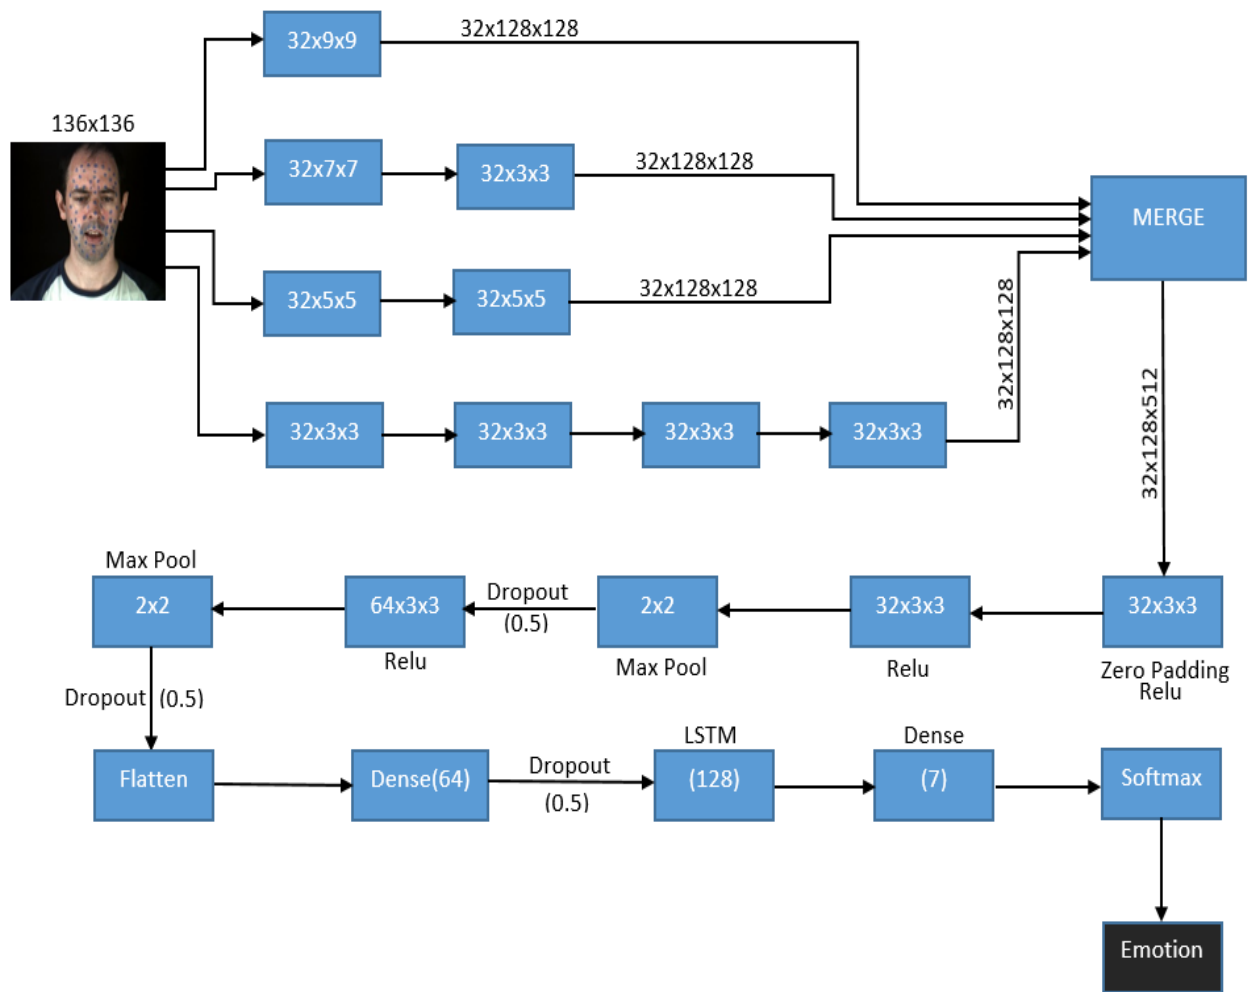 136x136
32x9x9
32x128x128
32x7x7
32x3x3
32x128x128
32x5x5
32x5x5
32x128x128
32x3x3
32x3x3
32x3x3
32x3x3
32x128x128
MERGE
32x128x512
32x3x3
Zero Padding
Relu
32x3x3
Relu
2x2
Max Pool
Dropout
(0.5)
64x3x3
Relu
Max Pool
2x2
Dropout (0.5)
Flatten
Dense(64)
Dropout
(0.5)
LSTM
(128)
Dense
(7)
Softmax
Emotion